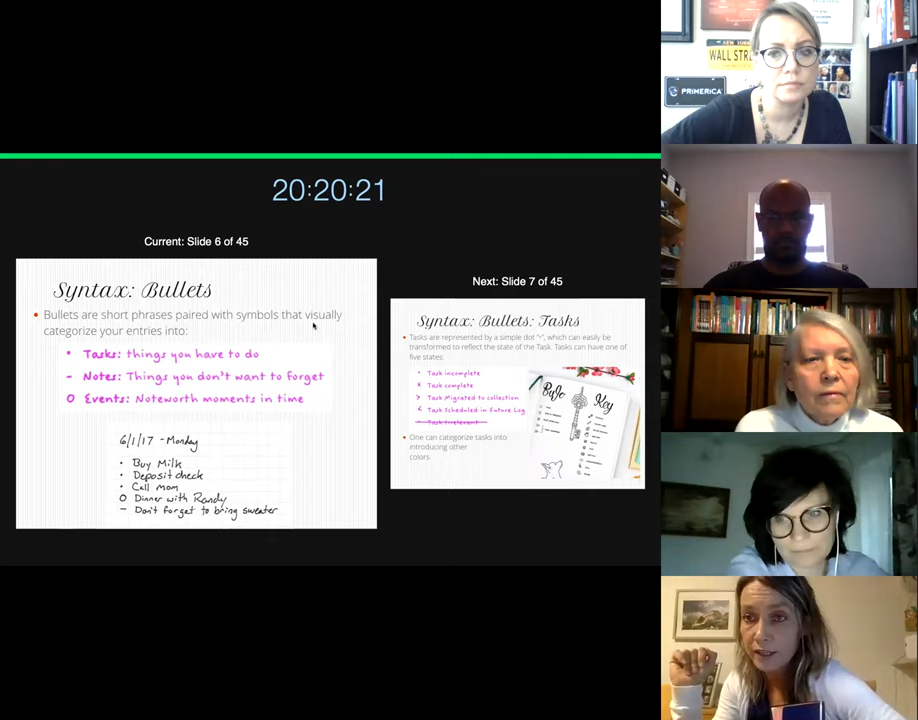 20:20:21
Current: Slide 6 of 45
Syntax: Bullets
• Bullets are short phrases paired with symbols that visually
categorize your entries into:
• Tasks: things you have to do
– Notes: Things you don't want to forget
O Events: Noteworth moments in time
6/1/17 - Monday
• Buy Milk
• Deposit check
• Call mom
O Dinner with Randy
– Don't forget to bring sweater
Next: Slide 7 of 45
Syntax: Bullets: Tasks
• Tasks are represented by a simple dot "•", which can easily be
transformed to reflect the state of the Task. Tasks can have one of
five states:
• Task incomplete
x Task complete
> Task Migrated to collection
< Task Scheduled in Future Log
• Task Irrelevant
• One can categorize tasks into
introducing other
colors
BuJo Key
NEW YORK
WALL STRE
PRIMERICA